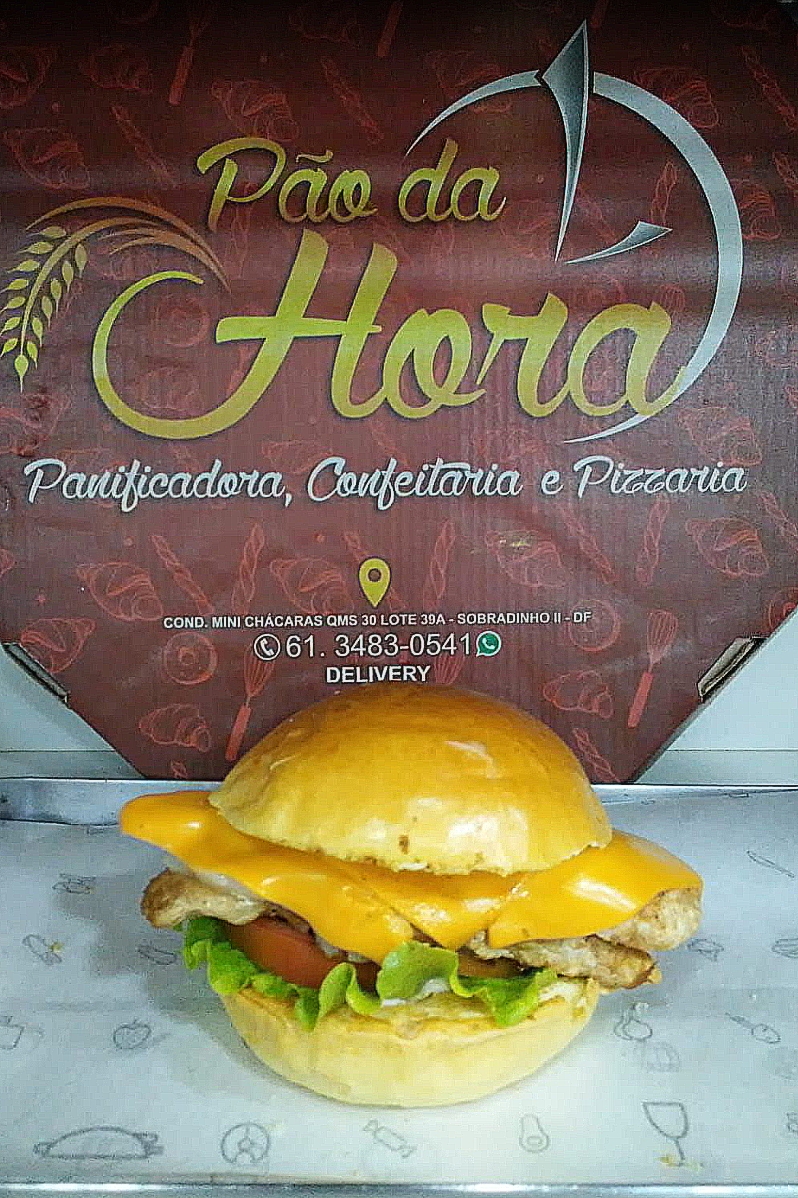 Pão da
Hora
Panificadora, Confeitaria e Pizzaria
COND. MINI CHÁCARAS QMS 30 LOTE 39A - SOBRADINHO II - DF
61. 3483-0541
DELIVERY